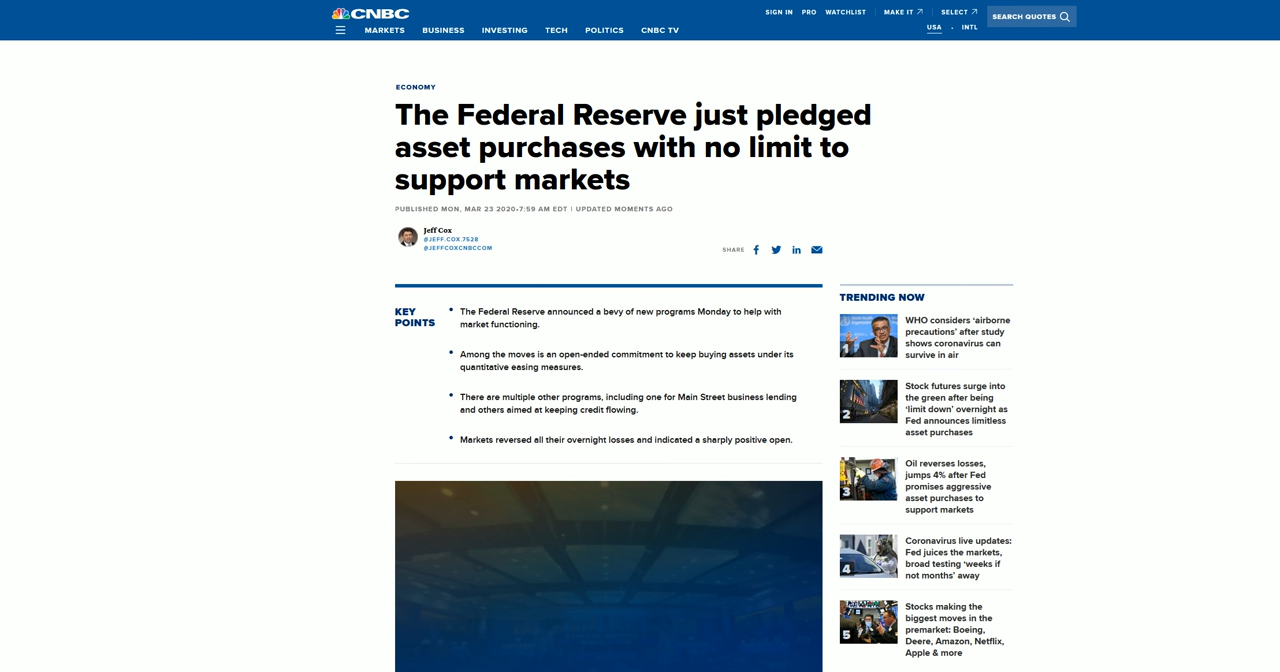 CNBC
SIGN IN PRO WATCHLIST MAKE IT SELECT
USA • INTL
SEARCH QUOTES
MARKETS BUSINESS INVESTING TECH POLITICS CNBC TV
ECONOMY
The Federal Reserve just pledged
asset purchases with no limit to
support markets
PUBLISHED MON, MAR 23 2020•7:59 AM EDT | UPDATED MOMENTS AGO
Jeff Cox
@JEFF.COX.7528
@JEFFCOXCNBCCOM
SHARE
KEY
POINTS
• The Federal Reserve announced a bevy of new programs Monday to help with
market functioning.
• Among the moves is an open-ended commitment to keep buying assets under its
quantitative easing measures.
• There are multiple other programs, including one for Main Street business lending
and others aimed at keeping credit flowing.
• Markets reversed all their overnight losses and indicated a sharply positive open.
TRENDING NOW
1
WHO considers ‘airborne
precautions’ after study
shows coronavirus can
survive in air
2
Stock futures surge into
the green after being
‘limit down’ overnight as
Fed announces limitless
asset purchases
3
Oil reverses losses,
jumps 4% after Fed
promises aggressive
asset purchases to
support markets
4
Coronavirus live updates:
Fed juices the markets,
broad testing ‘weeks if
not months’ away
5
Stocks making the
biggest moves in the
premarket: Boeing,
Deere, Amazon, Netflix,
Apple & more